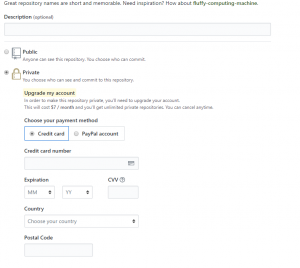 Great repository names are short and memorable. Need inspiration? How about fluffy-computing-machine.
Description (optional)
Public
Anyone can see this repository. You choose who can commit.
Private
You choose who can see and commit to this repository.
Upgrade my account
In order to make this repository private, you'll need to upgrade your account.
This will cost $7 / month and you'll get unlimited private repositories. You can cancel anytime.
Choose your payment method
Credit card
PayPal account
Credit card number
Expiration
CVV
MM
YY
Country
Choose your country
Postal Code